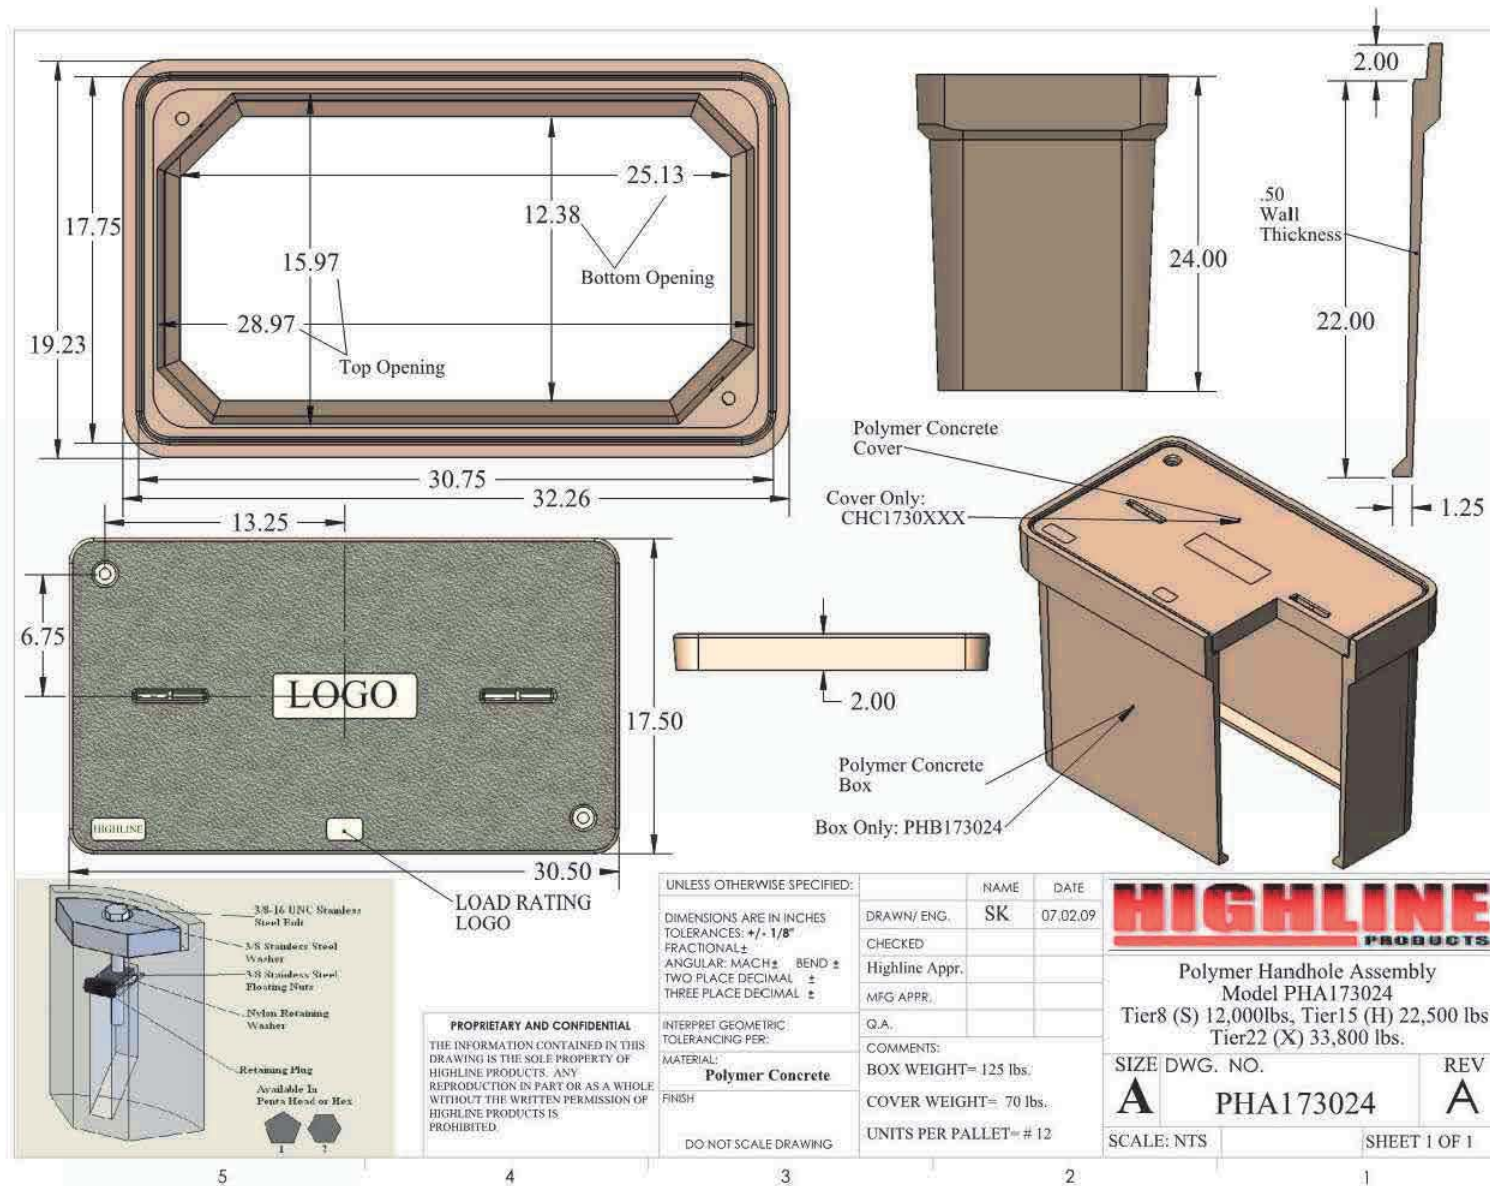 2.00
17.75
19.23
25.13
12.38
15.97
Bottom Opening
28.97
Top Opening
30.75
32.26
24.00
.50
Wall
Thickness
22.00
1.25
13.25
6.75
LOGO
17.50
30.50
HIGHLINE
LOAD RATING
LOGO
2.00
Polymer Concrete
Cover
Cover Only:
CHC1730XXX
Polymer Concrete
Box
Box Only: PHB173024
3/8-16 UNC Stainless
Steel Bolt
3/8 Stainless Steel
Washer
3/8 Stainless Steel
Floating Nuts
Nylon Retaining
Washer
Retaining Plug
Available In
Penta Head or Hex
1
2
PROPRIETARY AND CONFIDENTIAL
THE INFORMATION CONTAINED IN THIS
DRAWING IS THE SOLE PROPERTY OF
HIGHLINE PRODUCTS. ANY
REPRODUCTION IN PART OR AS A WHOLE
WITHOUT THE WRITTEN PERMISSION OF
HIGHLINE PRODUCTS IS
PROHIBITED
UNLESS OTHERWISE SPECIFIED:
DIMENSIONS ARE IN INCHES
TOLERANCES: +/- 1/8"
FRACTIONAL ±
ANGULAR: MACH ± BEND ±
TWO PLACE DECIMAL ±
THREE PLACE DECIMAL ±
INTERPRET GEOMETRIC
TOLERANCING PER:
MATERIAL:
Polymer Concrete
FINISH
DO NOT SCALE DRAWING
NAME DATE
DRAWN/ ENG. SK 07.02.09
CHECKED
Highline Appr.
MFG APPR.
Q.A.
COMMENTS:
BOX WEIGHT= 125 lbs.
COVER WEIGHT= 70 lbs.
UNITS PER PALLET= # 12
HIGHLINE
PRODUCTS
Polymer Handhole Assembly
Model PHA173024
Tier8 (S) 12,000lbs, Tier15 (H) 22,500 lbs
Tier22 (X) 33,800 lbs.
SIZE DWG. NO. REV
A PHA173024 A
SCALE: NTS SHEET 1 OF 1
5 4 3 2 1